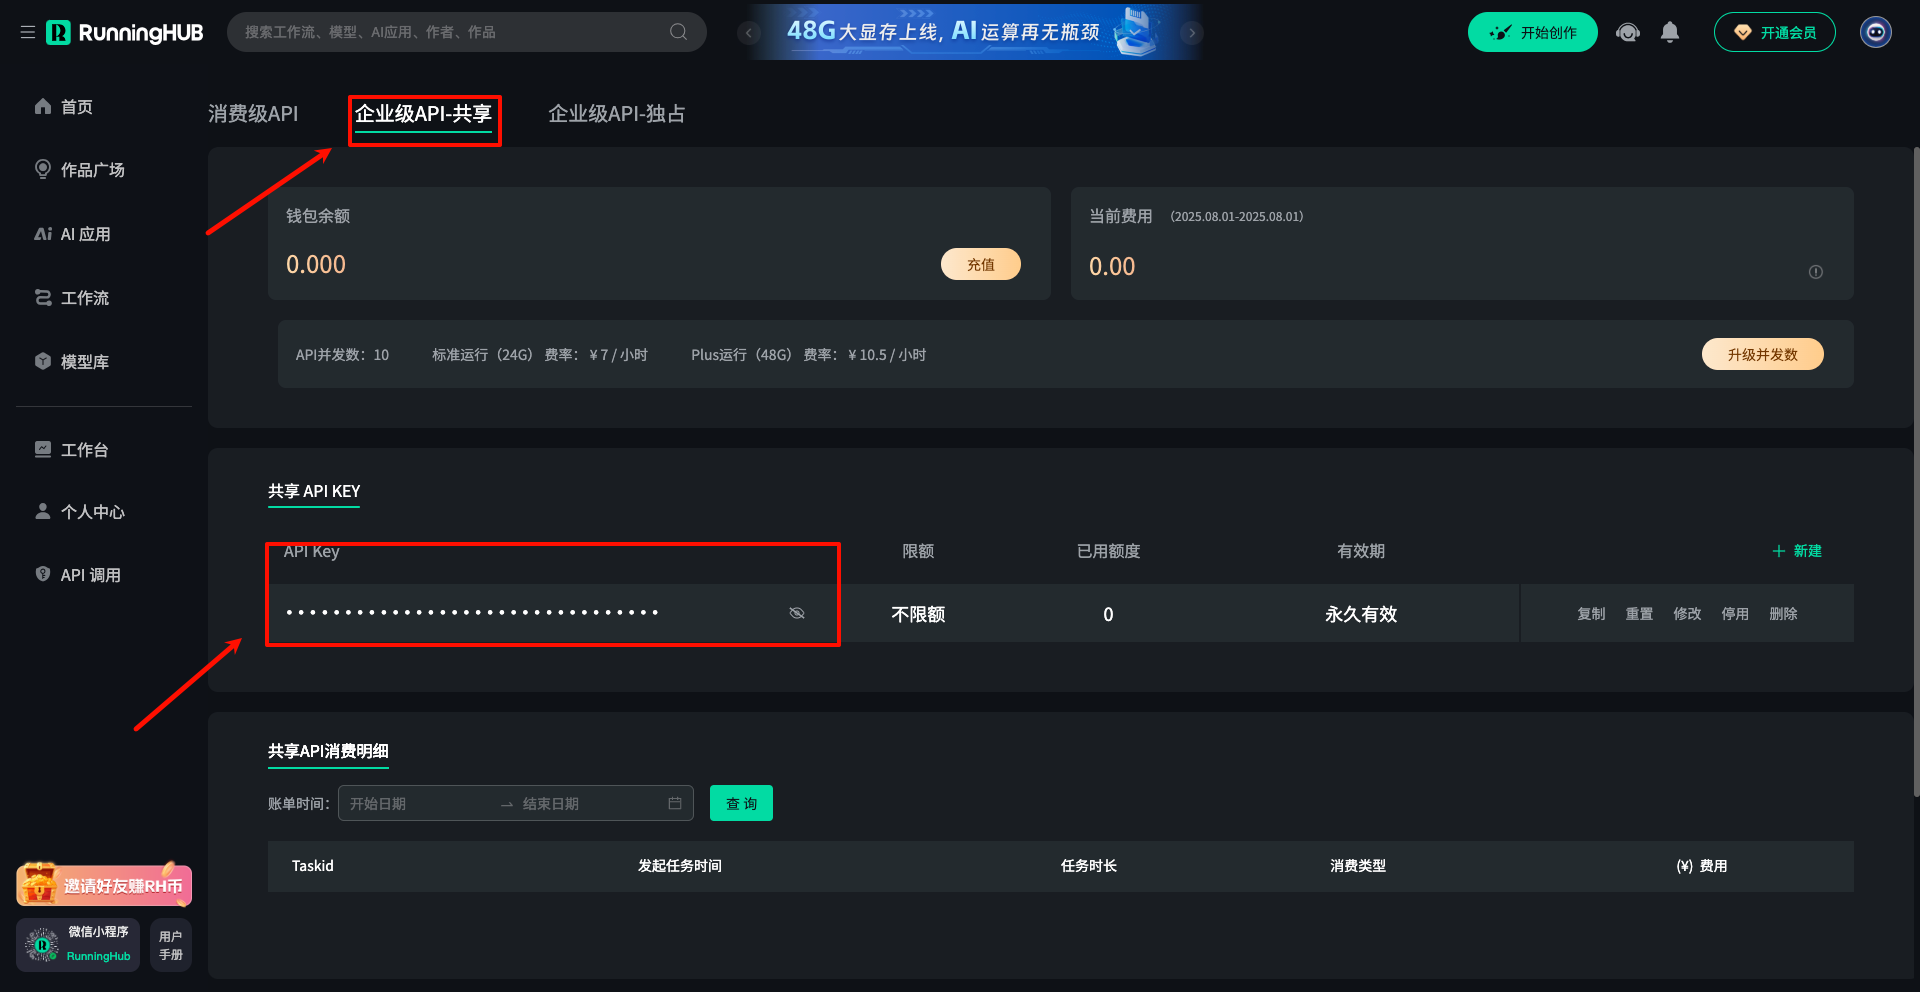 RunningHUB
搜索工作流、模型、AI应用、作者、作品
48G大显存上线, AI运算再无瓶颈
开始创作
开通会员
首页
作品广场
AI 应用
工作流
模型库
工作台
个人中心
API 调用
邀请好友赚RH币
微信小程序
RunningHub
用户
手册
消费级API
企业级API-共享
企业级API-独占
钱包余额
0.000
充值
当前费用 (2025.08.01-2025.08.01)
0.00
API并发数：10
标准运行（24G） 费率：¥ 7 / 小时
Plus运行（48G） 费率：¥ 10.5 / 小时
升级并发数
共享 API KEY
API Key
限额
已用额度
有效期
新建
••••••••••••••••••••••••••••••••
不限额
0
永久有效
复制
重置
修改
停用
删除
共享API消费明细
账单时间：
开始日期
结束日期
查 询
Taskid
发起任务时间
任务时长
消费类型
(¥) 费用